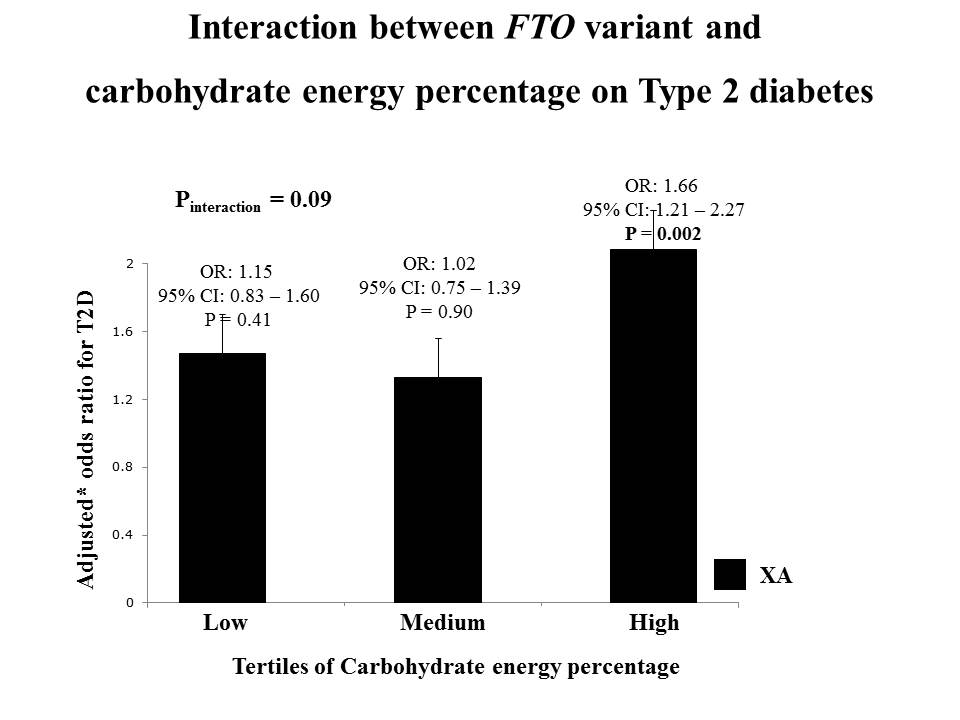 Interaction between FTO variant and
carbohydrate energy percentage on Type 2 diabetes
Pinteraction = 0.09
OR: 1.15
95% CI: 0.83 – 1.60
P = 0.41
OR: 1.02
95% CI: 0.75 – 1.39
P = 0.90
OR: 1.66
95% CI: 1.21 – 2.27
P = 0.002
Adjusted* odds ratio for T2D
2
1.6
1.2
0.8
0.4
0
Low Medium High
XA
Tertiles of Carbohydrate energy percentage